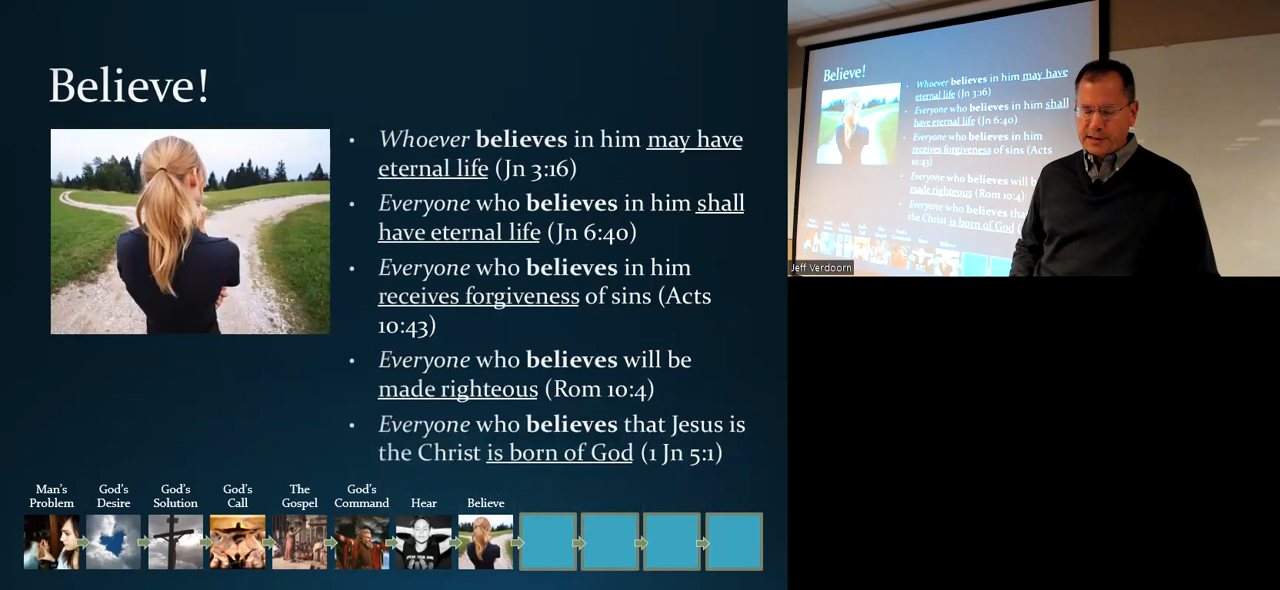 Believe!
• Whoever believes in him may have
eternal life (Jn 3:16)
• Everyone who believes in him shall
have eternal life (Jn 6:40)
• Everyone who believes in him
receives forgiveness of sins (Acts
10:43)
• Everyone who believes will be
made righteous (Rom 10:4)
• Everyone who believes that Jesus is
the Christ is born of God (1 Jn 5:1)
Man's
Problem
God's
Desire
God's
Solution
God's
Call
The
Gospel
God's
Command
Hear
Believe
Believe!
• Whoever believes in him may have
eternal life (Jn 3:16)
• Everyone who believes in him shall
have eternal life (Jn 6:40)
• Everyone who believes in him
receives forgiveness of sins (Acts
10:43)
• Everyone who believes will b
made righteous (Rom 10:4)
• Everyone who believes tha
the Christ is born of God (
Jeff Verdoorn